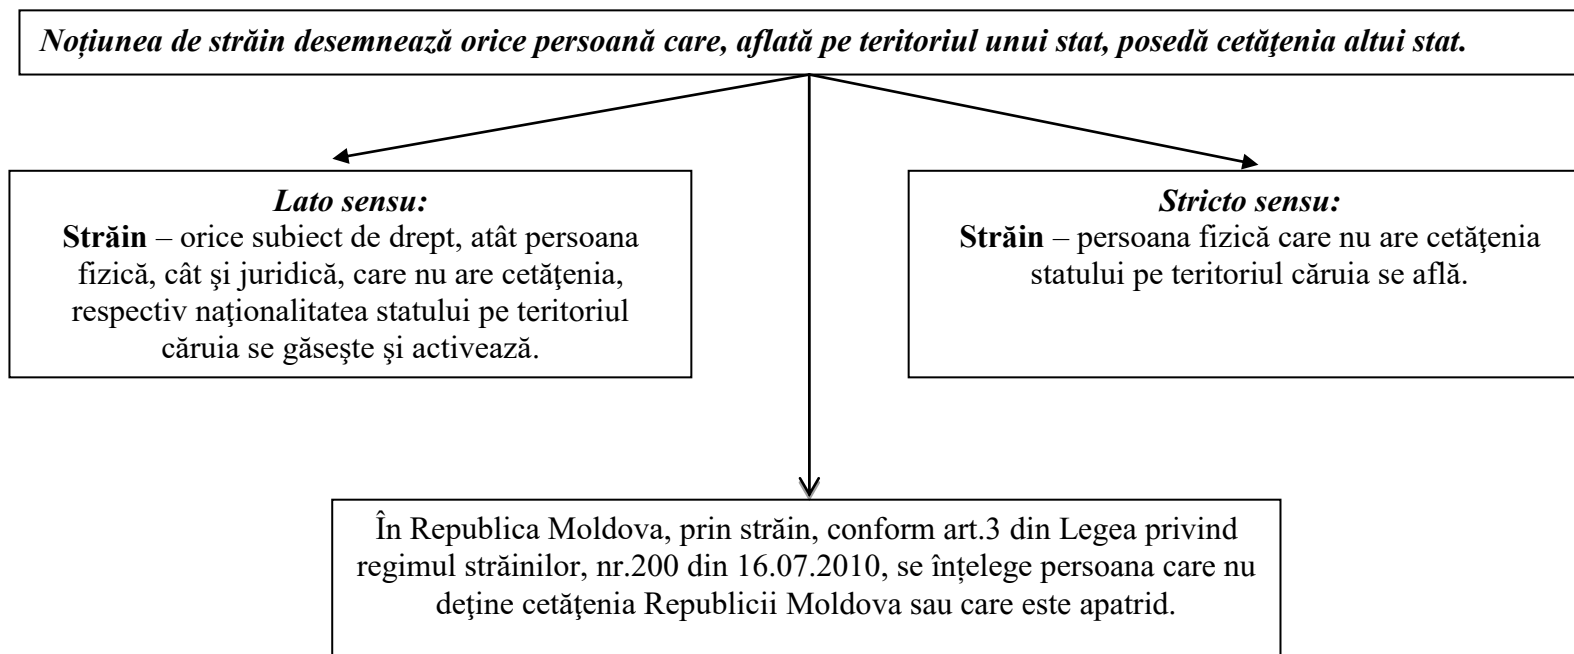 Noțiunea de străin desemnează orice persoană care, aflată pe teritoriul unui stat, posedă cetăţenia altui stat.
Lato sensu:
Străin – orice subiect de drept, atât persoana
fizică, cât şi juridică, care nu are cetăţenia,
respectiv naţionalitatea statului pe teritoriul
căruia se găseşte şi activează.
Stricto sensu:
Străin – persoana fizică care nu are cetăţenia
statului pe teritoriul căruia se află.
În Republica Moldova, prin străin, conform art.3 din Legea privind
regimul străinilor, nr.200 din 16.07.2010, se înțelege persoana care nu
deţine cetăţenia Republicii Moldova sau care este apatrid.